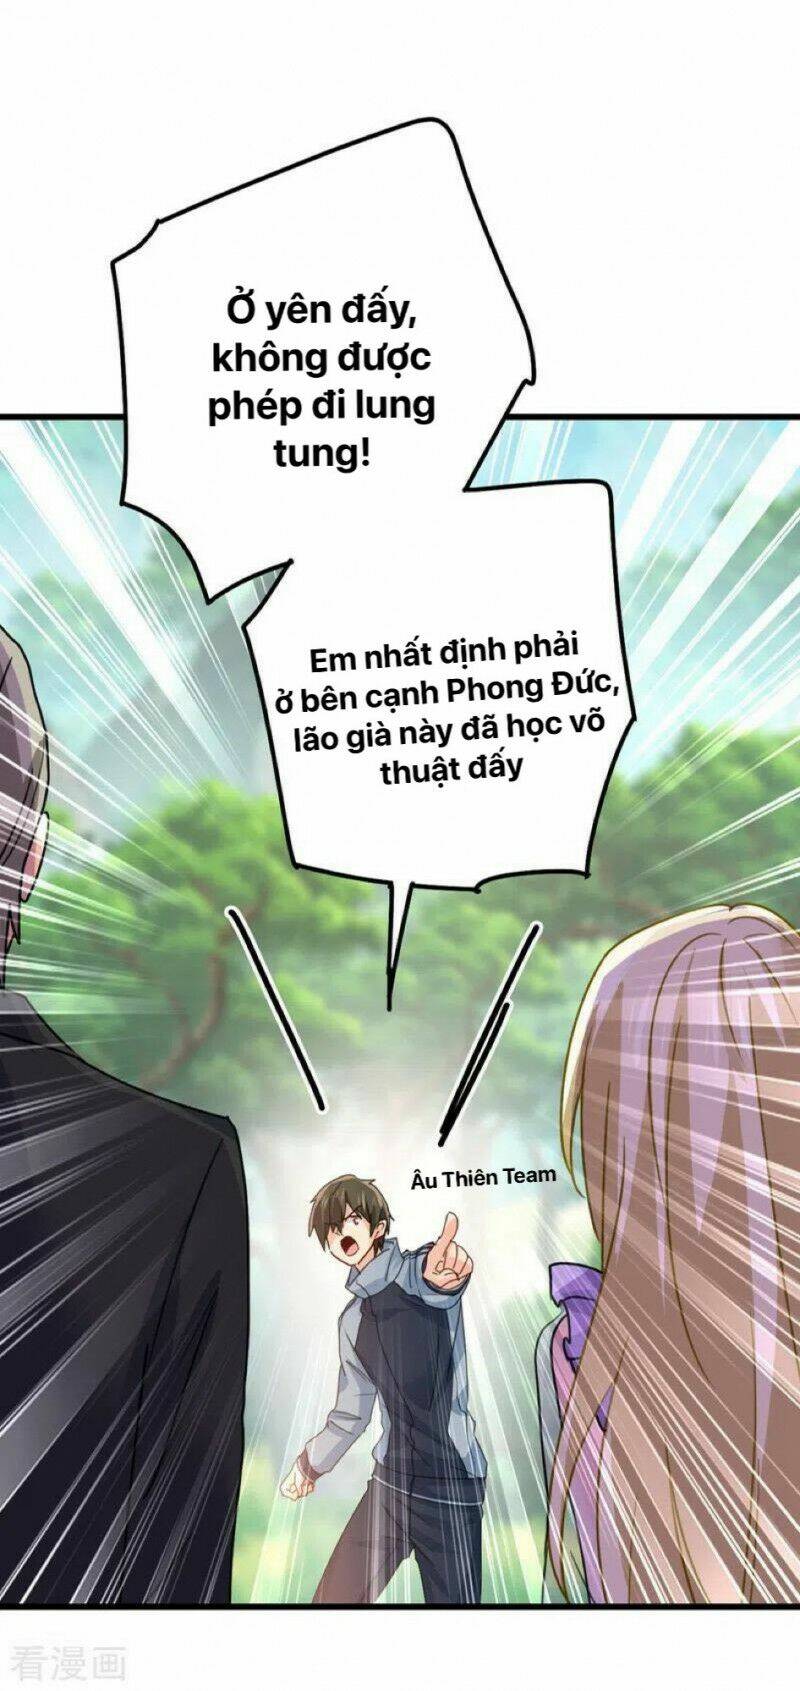 Ở yên đấy,
không được
phép đi lung
tung!
Em nhất định phải
ở bên cạnh Phong Đức,
lão già này đã học võ
thuật đấy
Âu Thiên Team
看漫画